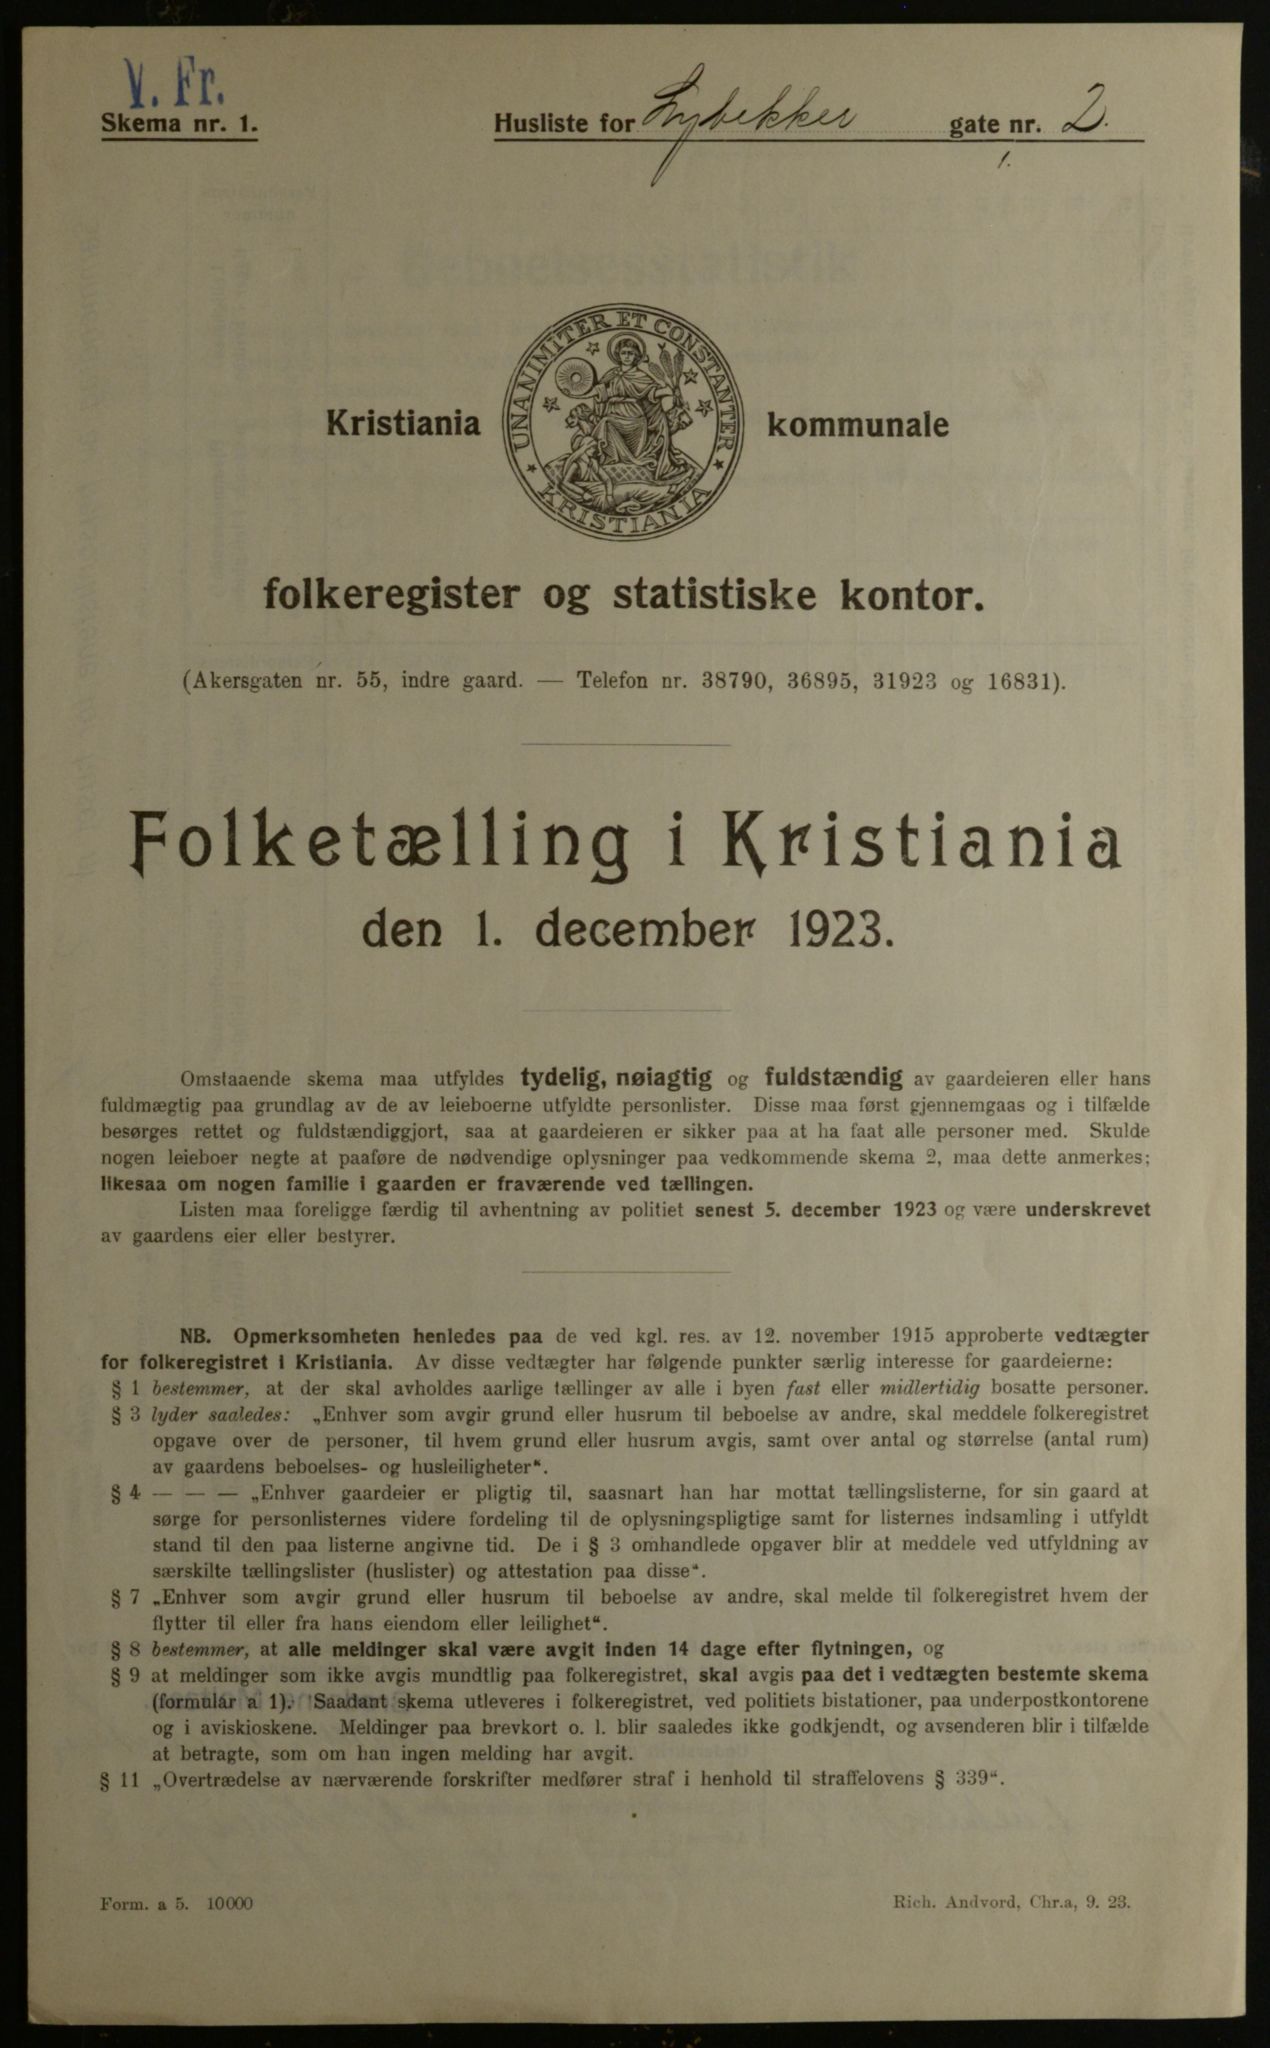 V. Fr.
Skema nr. 1.
Husliste for Lybekker gate nr. 2.
UNANIMITER ET CONSTANTER
KRISTIANIA
Kristiania kommunale
folkeregister og statistiske kontor.
(Akersgaten nr. 55, indre gaard. — Telefon nr. 38790, 36895, 31923 og 16831).
Folketælling i Kristiania
den 1. december 1923.
Omstaaende skema maa utfyldes tydelig, nøiagtig og fuldstændig av gaardeieren eller hans
fuldmægtig paa grundlag av de av leieboerne utfyldte personlister. Disse maa først gjennemgaas og i tilfælde
besørges rettet og fuldstændiggjort, saa at gaardeieren er sikker paa at ha faat alle personer med. Skulde
nogen leieboer negte at paaføre de nødvendige oplysninger paa vedkommende skema 2, maa dette anmerkes;
likesaa om nogen familie i gaarden er fraværende ved tællingen.
Listen maa foreligge færdig til avhentning av politiet senest 5. december 1923 og være underskrevet
av gaardens eier eller bestyrer.
NB. Opmerksomheten henledes paa de ved kgl. res. av 12. november 1915 approberte vedtægter
for folkeregistret i Kristiania. Av disse vedtægter har følgende punkter særlig interesse for gaardeierne:
§ 1 bestemmer, at der skal avholdes aarlige tællinger av alle i byen fast eller midlertidig bosatte personer.
§ 3 lyder saaledes: „Enhver som avgir grund eller husrum til beboelse av andre, skal meddele folkeregistret
opgave over de personer, til hvem grund eller husrum avgis, samt over antal og størrelse (antal rum)
av gaardens beboelses- og husleiligheter“.
§ 4 — — — „Enhver gaardeier er pligtig til, saasnart han har mottat tællingslisterne, for sin gaard at
sørge for personlisternes videre fordeling til de oplysningspligtige samt for listernes indsamling i utfyldt
stand til den paa listerne angivne tid. De i § 3 omhandlede opgaver blir at meddele ved utfyldning av
særskilte tællingslister (huslister) og attestation paa disse“.
§ 7 „Enhver som avgir grund eller husrum til beboelse av andre, skal melde til folkeregistret hvem der
flytter til eller fra hans eiendom eller leilighet“.
§ 8 bestemmer, at alle meldinger skal være avgit inden 14 dage efter flytningen, og
§ 9 at meldinger som ikke avgis mundtlig paa folkeregistret, skal avgis paa det i vedtægten bestemte skema
(formular a 1). Saadant skema utleveres i folkeregistret, ved politiets bistationer, paa underpostkontorene
og i aviskioskene. Meldinger paa brevkort o. l. blir saaledes ikke godkjendt, og avsenderen blir i tilfælde
at betragte, som om han ingen melding har avgit.
§ 11 „Overtrædelse av nærværende forskrifter medfører straf i henhold til straffelovens § 339“.
Form. a 5. 10000
Rich. Andvord, Chr.a, 9. 23.